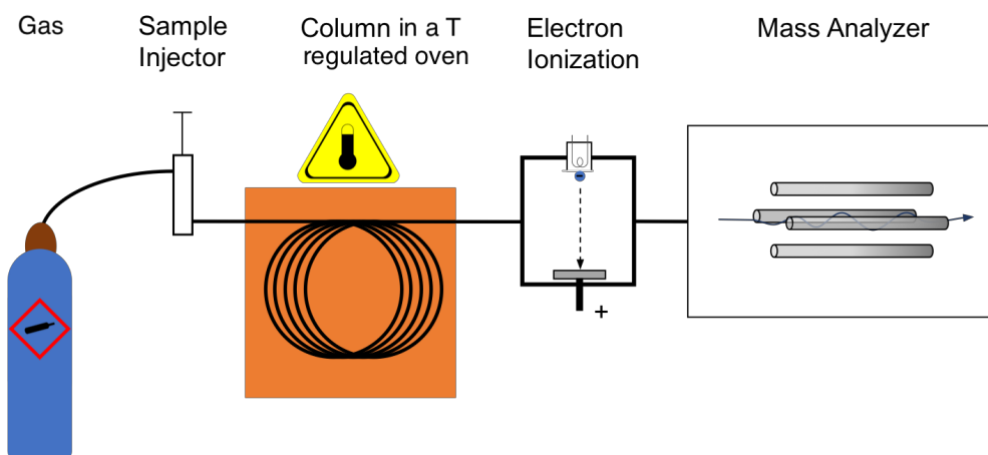 Gas
Sample
Injector
Column in a T
regulated oven
Electron
Ionization
Mass Analyzer
+